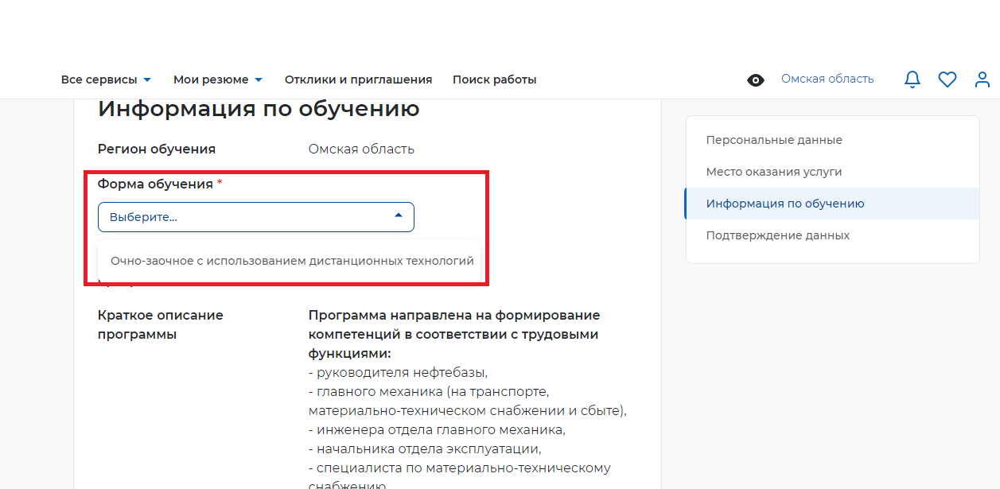 Все сервисы Мои резюме Отклики и приглашения Поиск работы Омская область
Информация по обучению
Регион обучения Омская область
Форма обучения *
Выберите...
Очно-заочное с использованием дистанционных технологий
Краткое описание
программы
Программа направлена на формирование
компетенций в соответствии с трудовыми
функциями:
- руководителя нефтебазы,
- главного механика (на транспорте,
материально-техническом снабжении и сбыте),
- инженера отдела главного механика,
- начальника отдела эксплуатации,
- специалиста по материально-техническому
снабжению
Персональные данные
Место оказания услуги
Информация по обучению
Подтверждение данных